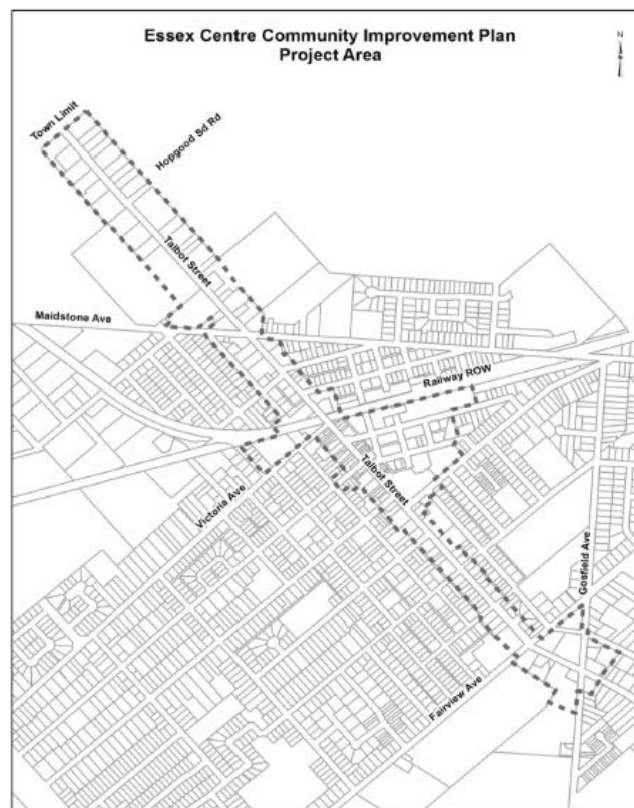 Essex Centre Community Improvement Plan
Project Area
N
Town Limit
Hopgood Sd Rd
Talbot Street
Maidstone Ave
Railway ROW
Talbot Street
Victoria Ave
Gosfield Ave
Fairview Ave